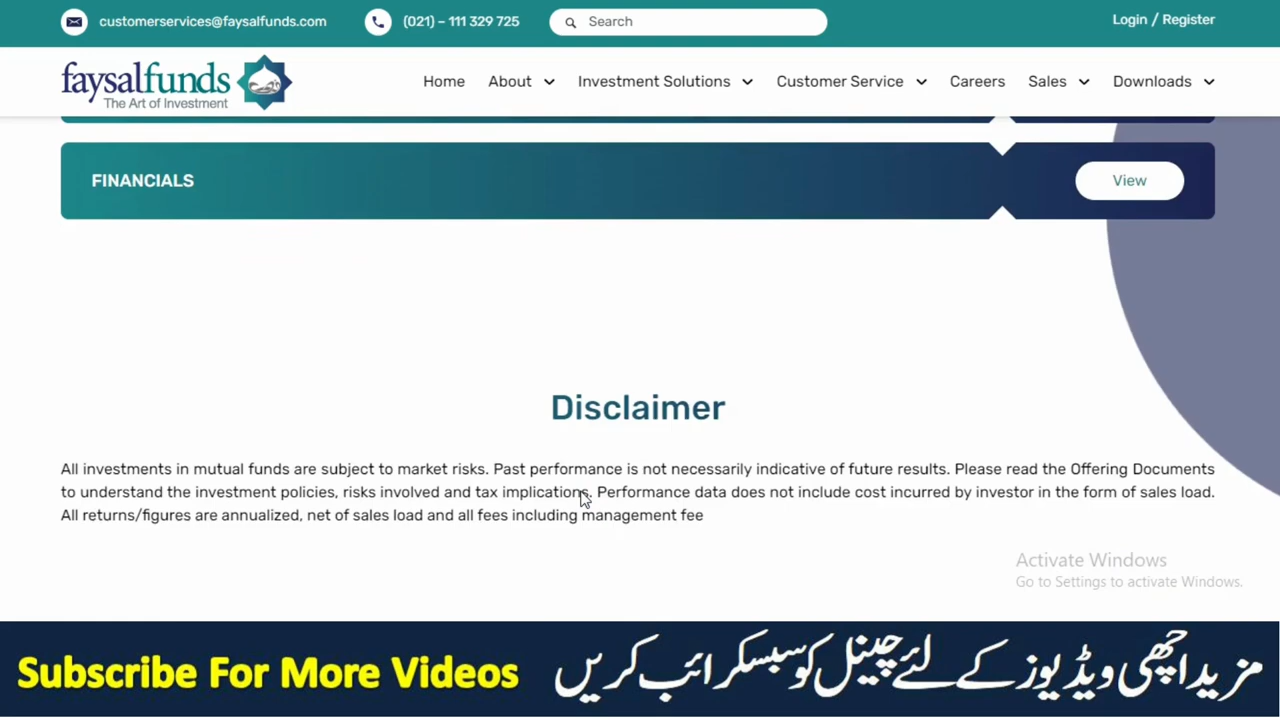 customerservices@faysalfunds.com
(021) – 111 329 725
Search
Login / Register
faysalfunds
The Art of Investment
Home
About
Investment Solutions
Customer Service
Careers
Sales
Downloads
FINANCIALS
View
Disclaimer
All investments in mutual funds are subject to market risks. Past performance is not necessarily indicative of future results. Please read the Offering Documents
to understand the investment policies, risks involved and tax implications. Performance data does not include cost incurred by investor in the form of sales load.
All returns/figures are annualized, net of sales load and all fees including management fee
Activate Windows
Go to Settings to activate Windows.
Subscribe For More Videos
مزید اچھی ویڈیوز کے لئے چینل کو سبسکرائب کریں